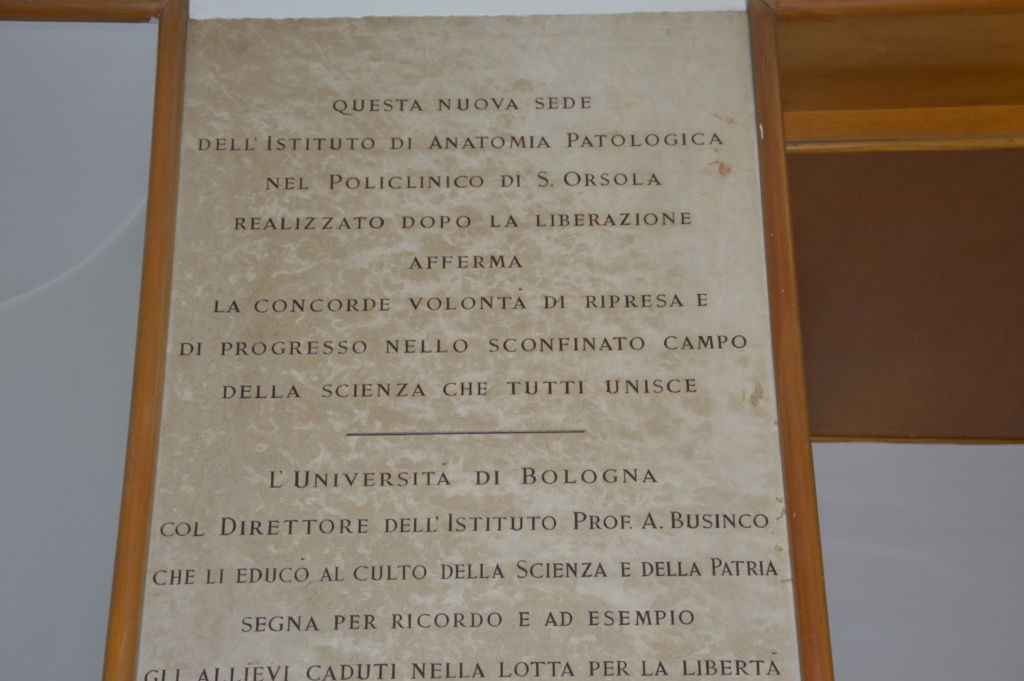 QUESTA NUOVA SEDE
DELL'ISTITUTO DI ANATOMIA PATOLOGICA
NEL POLICLINICO DI S. ORSOLA
REALIZZATO DOPO LA LIBERAZIONE
AFFERMA
LA CONCORDE VOLONTÀ DI RIPRESA E
DI PROGRESSO NELLO SCONFINATO CAMPO
DELLA SCIENZA CHE TUTTI UNISCE
L'UNIVERSITÀ DI BOLOGNA
COL DIRETTORE DELL'ISTITUTO PROF. A. BUSINCO
CHE LI EDUCÒ AL CULTO DELLA SCIENZA E DELLA PATRIA
SEGNA PER RICORDO E AD ESEMPIO
GLI ALLIEVI CADUTI NELLA LOTTA PER LA LIBERTÀ